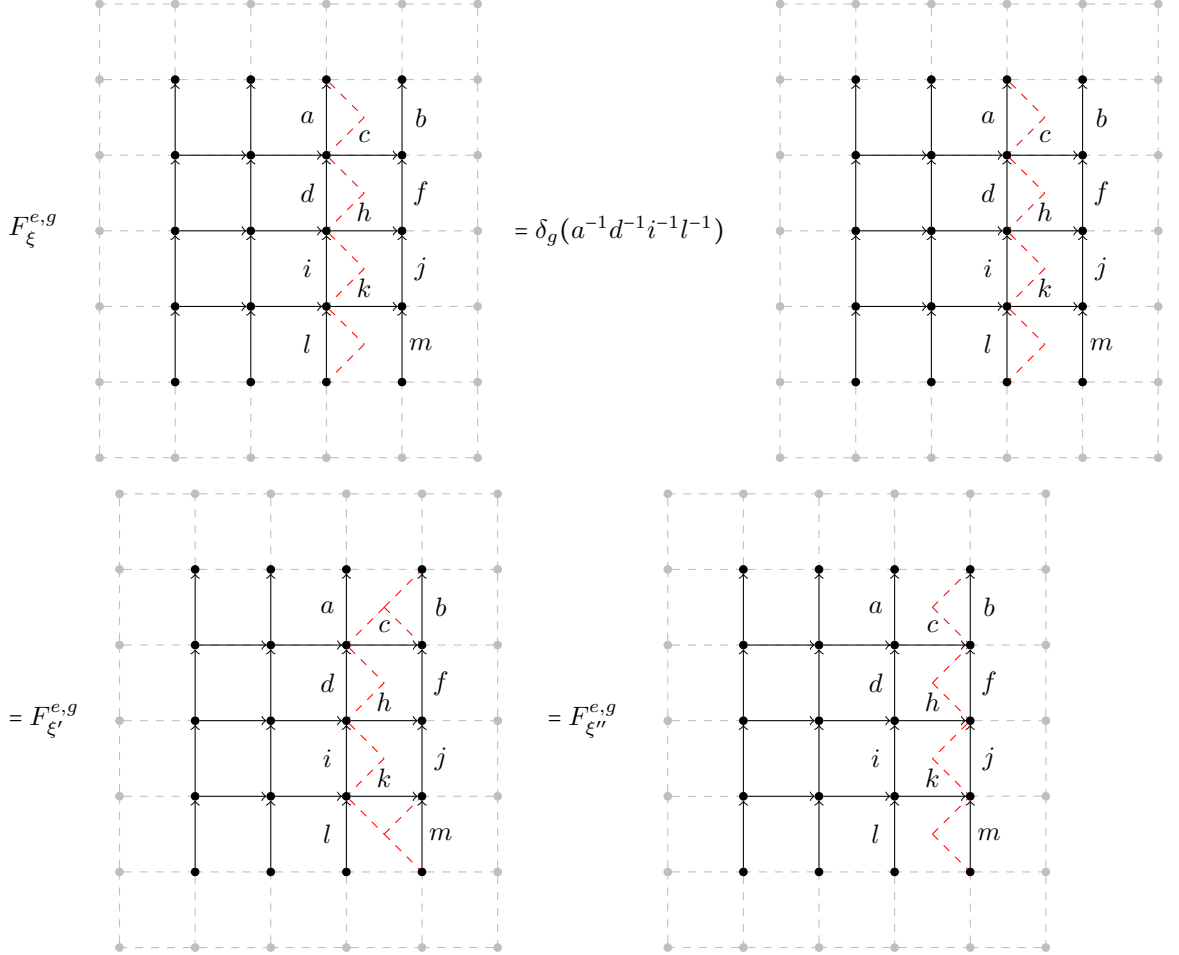 a b a b
c c
d f d f
F_ξ^{e,g} h = δ_g(a^{-1}d^{-1}i^{-1}l^{-1}) h
i j i j
k k
l m l m
a b a b
c c
d f d f
= F_{ξ′}^{e,g} h = F_{ξ′′}^{e,g} h
i j i j
k k
l m l m